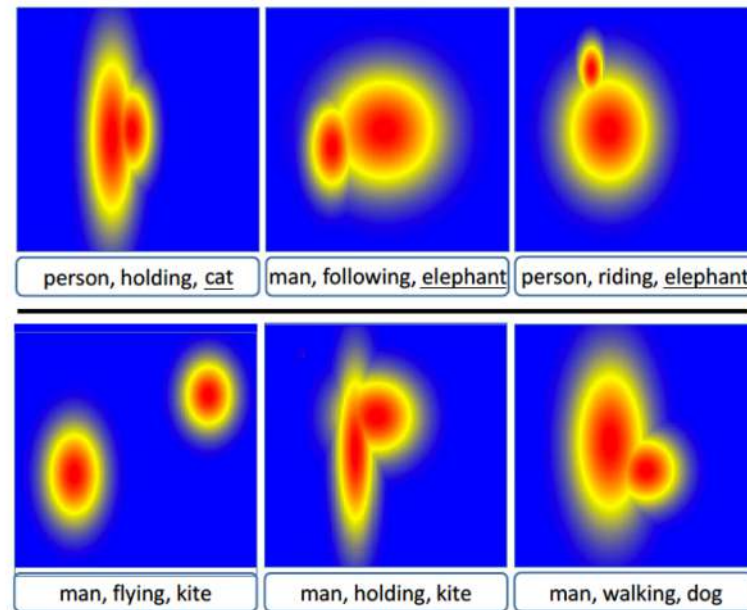 person, holding, cat
man, following, elephant
person, riding, elephant
man, flying, kite
man, holding, kite
man, walking, dog